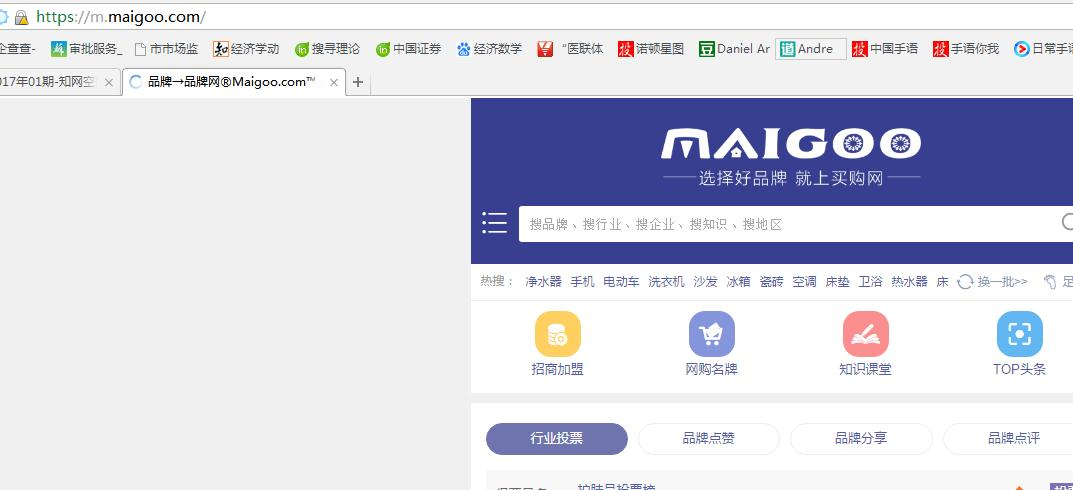 https://m.maigoo.com/
企查查- 审批服务_ 市市场监 经济学动 搜寻理论 中国证券 经济数学 “医联体 诺顿星图 Daniel Ar Andre 中国手语 手语你我 日常手语
017年01期-知网空 × 品牌→品牌网®Maigoo.com™ × +
MAIGOO
选择好品牌 就上买购网
搜品牌、搜行业、搜企业、搜知识、搜地区
热搜： 净水器 手机 电动车 洗衣机 沙发 冰箱 瓷砖 空调 床垫 卫浴 热水器 床 换一批>> 足
招商加盟 网购名牌 知识课堂 TOP头条
行业投票 品牌点赞 品牌分享 品牌点评
护肤品投票榜